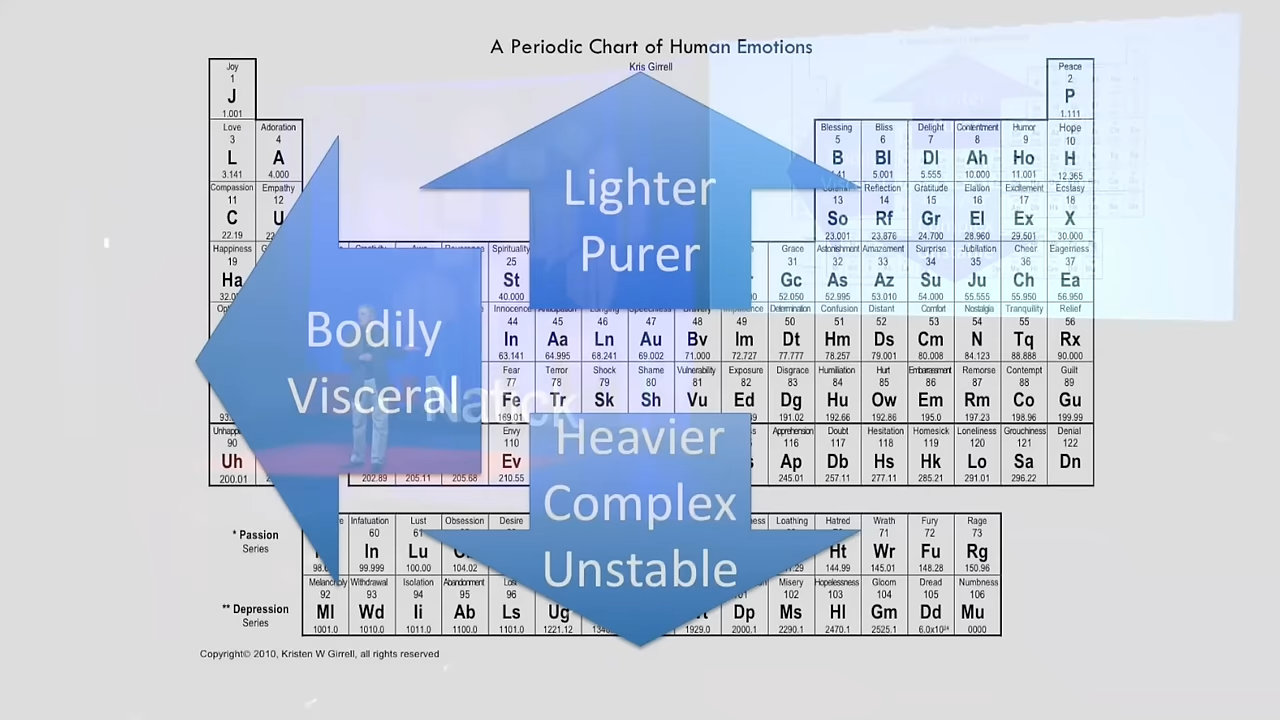 A Periodic Chart of Human Emotions
Kris Girrell
Joy Peace
1 2
J P
1.001 1.111
Love Adoration Blessing Bliss Delight Contentment Humor Hope
3 4 5 6 7 8 9 10
L A B Bl Dl Ah Ho H
3.141 4.000 5.001 5.555 10.000 11.001 12.365
Compassion Empathy Reflection Gratitude Elation Excitement Ecstasy
11 12 13 14 15 16 17 18
C So Rf Gr El Ex X
22.19 23.001 23.876 24.700 28.960 29.501 30.000
Lighter
Purer
Happiness Spirituality Grace Astonishment Amazement Surprise Jubilation Cheer Eagerness
19 25 31 32 33 34 35 36 37
Ha St Gc As Az Su Ju Ch Ea
40.000 52.050 52.995 53.010 54.000 55.555 55.950 56.950
Innocence Anticipation Longing Speechless Bravery Determination Confusion Distant Comfort Nostalgia Tranquility Relief
44 45 46 47 48 49 50 51 52 53 54 55 56
In Aa Ln Au Bv Im Dt Hm Ds Cm N Tq Rx
63.141 64.995 68.241 69.002 71.000 72.727 77.777 78.257 79.001 80.008 84.123 88.888 90.000
Bodily
Visceral
Natick
Fear Terror Shock Shame Vulnerability Exposure Disgrace Humiliation Hurt Embarrassment Remorse Contempt Guilt
77 78 79 80 81 82 83 84 85 86 87 88 89
Fe Tr Sk Sh Vu Ed Dg Hu Ow Em Rm Co Gu
169.01 191.02 192.66 192.86 195.0 197.23 198.96 199.99
Envy Apprehension Doubt Hesitation Homesick Loneliness Grouchiness Denial
90 110 116 117 118 119 120 121 122
Uh Ev Ap Db Hs Hk Lo Sa Dn
200.01 202.89 205.11 205.68 210.55 245.01 257.11 277.11 285.21 291.01 296.22
Heavier
Complex
Unstable
* Passion
Series
Infatuation Lust Obsession Desire Loathing Hatred Wrath Fury Rage
60 61 71 72 73
In Lu Ht Wr Fu Rg
99.999 100.00 104.02 144.99 145.01 148.28 150.96
** Depression
Series
Melancholy Withdrawal Isolation Abandonment Misery Hopelessness Gloom Dread Numbness
92 93 94 95 96 102 103 104 105 106
Ml Wd Ii Ab Ls Ug Dp Ms Hl Gm Dd Mu
1001.0 1010.0 1011.0 1100.0 1101.0 1221.12 1929.0 2000.1 2290.1 2470.1 2525.1 0000
Copyright© 2010, Kristen W Girrell, all rights reserved